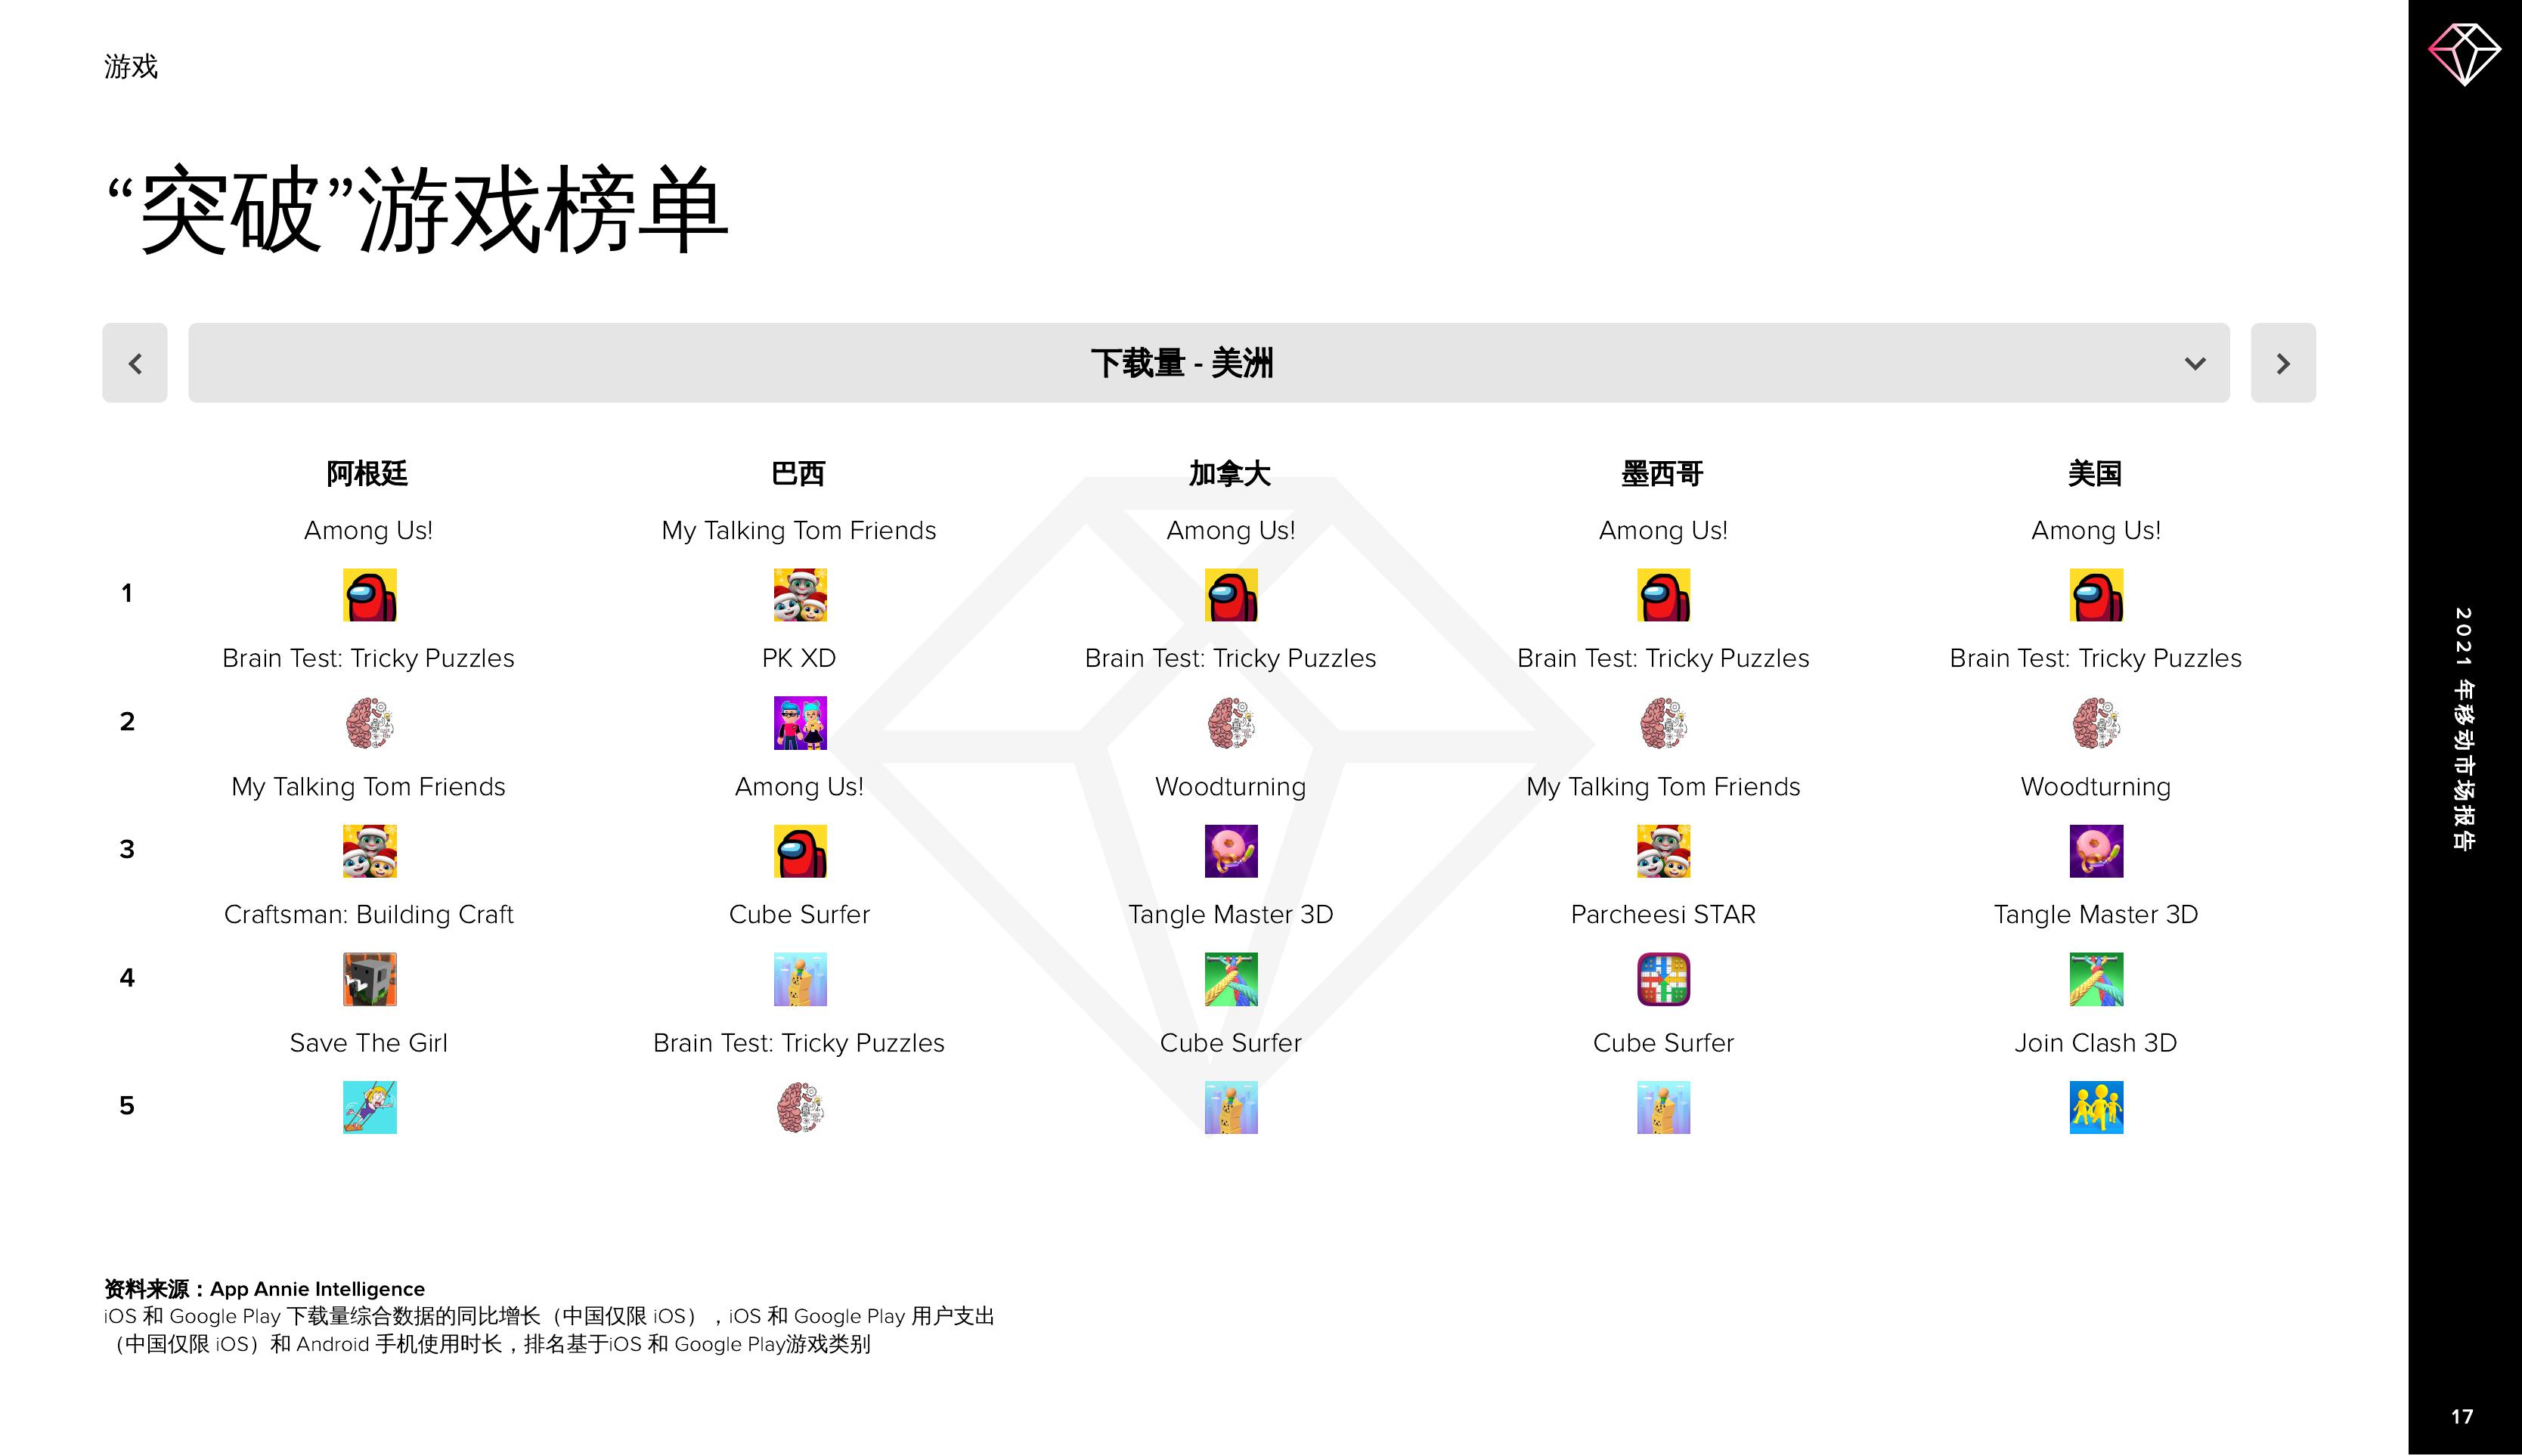 游戏
“突破”游戏榜单
下载量 - 美洲
阿根廷 巴西 加拿大 墨西哥 美国
Among Us! My Talking Tom Friends Among Us! Among Us! Among Us!
1
Brain Test: Tricky Puzzles PK XD Brain Test: Tricky Puzzles Brain Test: Tricky Puzzles Brain Test: Tricky Puzzles
2
My Talking Tom Friends Among Us! Woodturning My Talking Tom Friends Woodturning
3
Craftsman: Building Craft Cube Surfer Tangle Master 3D Parcheesi STAR Tangle Master 3D
4
Save The Girl Brain Test: Tricky Puzzles Cube Surfer Cube Surfer Join Clash 3D
5
资料来源：App Annie Intelligence
iOS 和 Google Play 下载量综合数据的同比增长（中国仅限 iOS），iOS 和 Google Play 用户支出
（中国仅限 iOS）和 Android 手机使用时长，排名基于iOS 和 Google Play游戏类别
2021 年移动市场报告
17